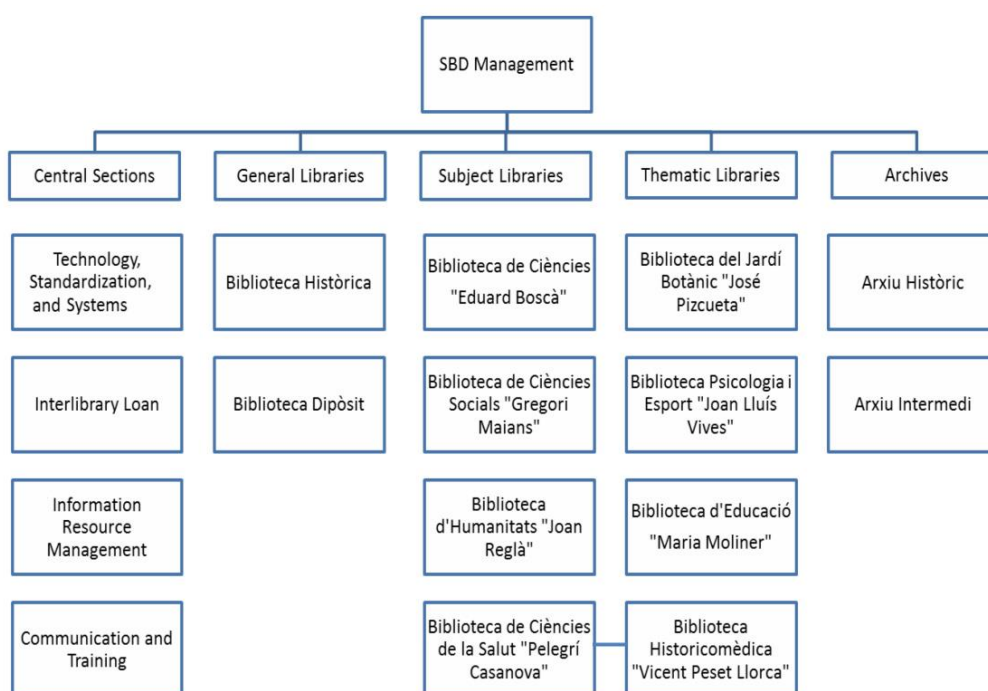 SBD Management
Central Sections
General Libraries
Subject Libraries
Thematic Libraries
Archives
Technology,
Standardization,
and Systems
Biblioteca Històrica
Biblioteca de Ciències
"Eduard Boscà"
Biblioteca del Jardí
Botànic "José
Pizcueta"
Arxiu Històric
Interlibrary Loan
Biblioteca Dipòsit
Biblioteca de Ciències
Socials "Gregori
Maians"
Biblioteca Psicologia i
Esport "Joan Lluís
Vives"
Arxiu Intermedi
Information
Resource
Management
Biblioteca
d'Humanitats "Joan
Reglà"
Biblioteca d'Educació
"Maria Moliner"
Communication and
Training
Biblioteca de Ciències
de la Salut "Pelegrí
Casanova"
Biblioteca
Historicomèdica
"Vicent Peset Llorca"